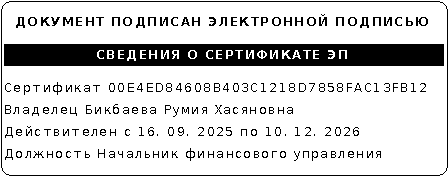 ДОКУМЕНТ ПОДПИСАН ЭЛЕКТРОННОЙ ПОДПИСЬЮ
СВЕДЕНИЯ О СЕРТИФИКАТЕ ЭП
Сертификат 00E4ED84608B403C1218D7858FAC13FB12
Владелец Бикбаева Румия Хасяновна
Действителен с 16. 09. 2025 по 10. 12. 2026
Должность Начальник финансового управления